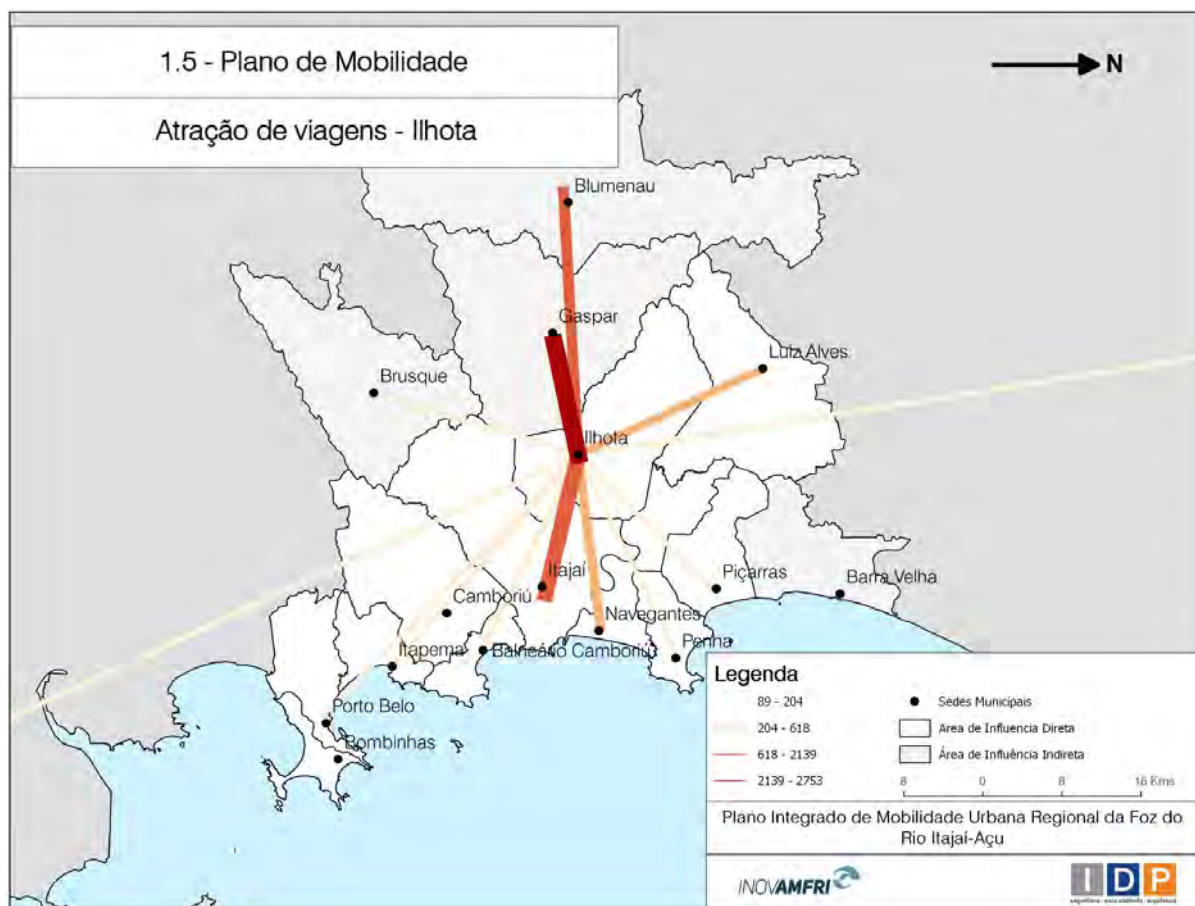 1.5 - Plano de Mobilidade
Atração de viagens - Ilhota
N
Blumenau
Gaspar
Luiz Alves
Brusque
Ilhota
Itajaí
Camboriú
Piçarras
Barra Velha
Navegantes
Itapema
Balneário Camboriú
Penha
Porto Belo
Bombinhas
Legenda
89 - 204
204 - 618
618 - 2139
2139 - 2753
Sedes Municipais
Area de Influencia Direta
Área de Influência Indireta
8 0 8 16 Kms
Plano Integrado de Mobilidade Urbana Regional da Foz do
Rio Itajaí-Açu
INOVAMFRI
IDP